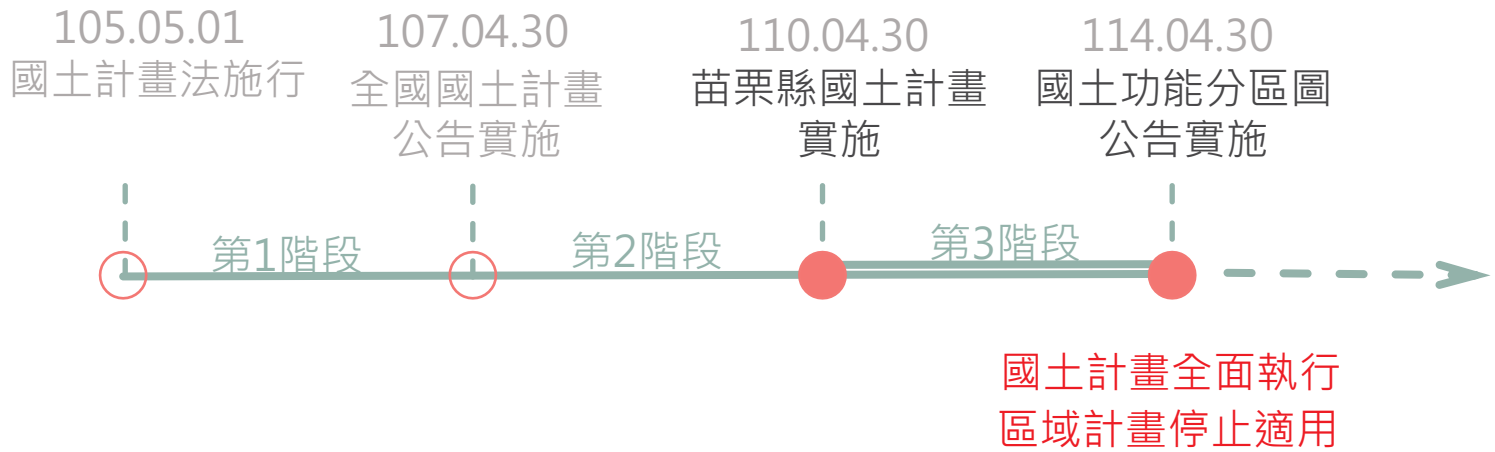 105.05.01
國土計畫法施行
107.04.30
全國國土計畫
公告實施
110.04.30
苗栗縣國土計畫
實施
114.04.30
國土功能分區圖
公告實施
第1階段
第2階段
第3階段
國土計畫全面執行
區域計畫停止適用